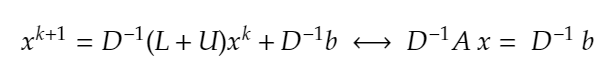 x^{k+1} = D^{-1}(L + U)x^k + D^{-1}b ⟷ D^{-1}A x = D^{-1} b